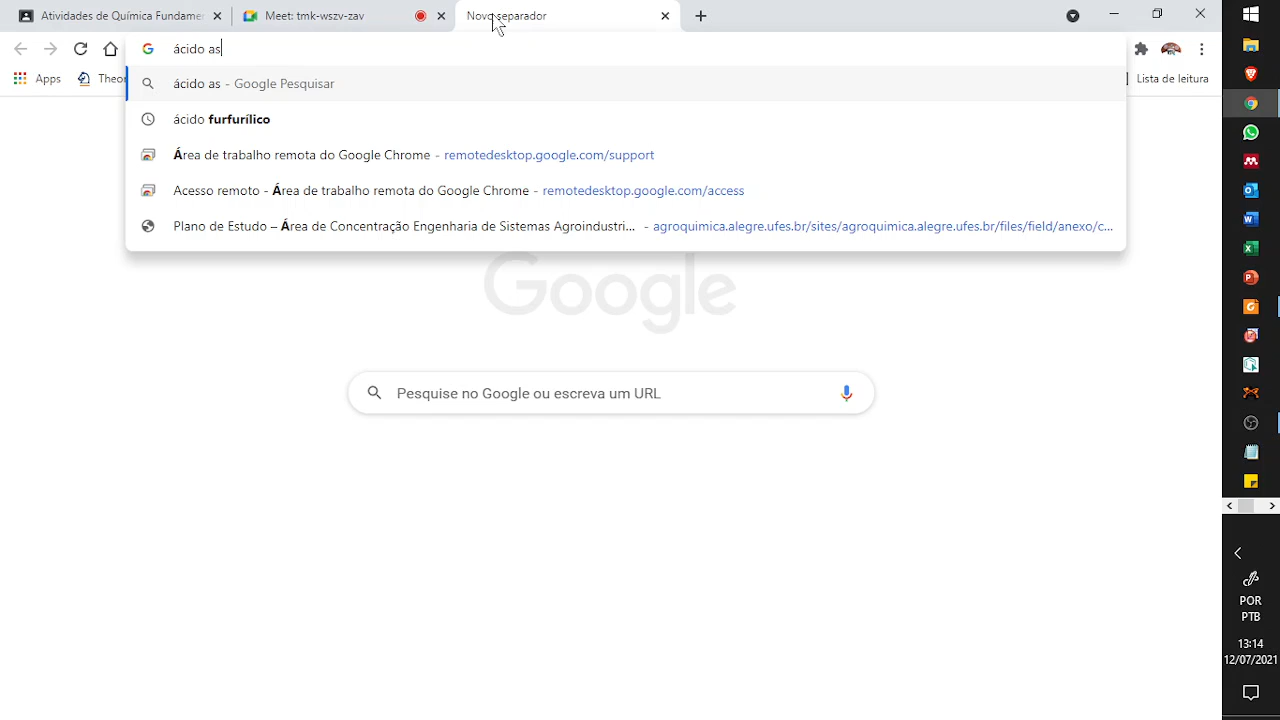 Atividades de Química Fundame
Meet: tmk-wszv-zav
Novo separador
ácido as
Apps
Theor
Lista de leitura
ácido as - Google Pesquisar
ácido furfurílico
Área de trabalho remota do Google Chrome - remotedesktop.google.com/support
Acesso remoto - Área de trabalho remota do Google Chrome - remotedesktop.google.com/access
Plano de Estudo – Área de Concentração Engenharia de Sistemas Agroindustri... - agroquimica.alegre.ufes.br/sites/agroquimica.alegre.ufes.br/files/field/anexo/c...
Google
Pesquise no Google ou escreva um URL
POR
PTB
13:14
12/07/2021